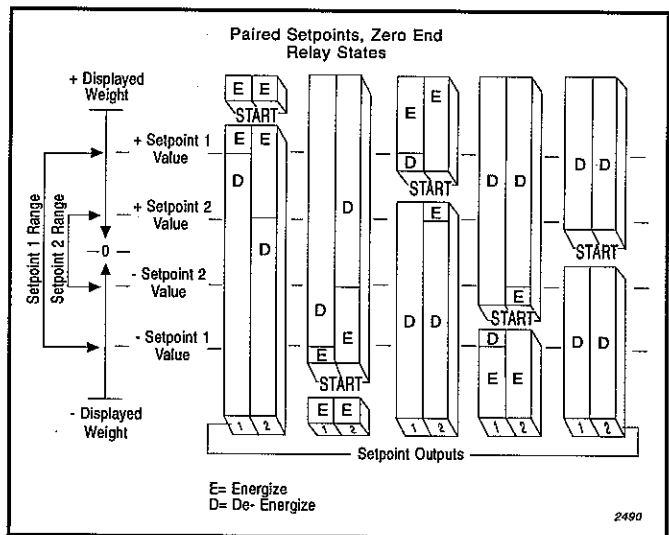 Paired Setpoints, Zero End
Relay States
+ Displayed
Weight
+ Setpoint 1
Value
+ Setpoint 2
Value
0
- Setpoint 2
Value
- Setpoint 1
Value
- Displayed
Weight
Setpoint 1 Range
Setpoint 2 Range
E E
START
E E
D
D
1 2
D
D
E
E
START
E E
1 2
E E
D
START
E
D D
1 2
D D
E
START
D
E E
1 2
D D
START
D D
1 2
Setpoint Outputs
E= Energize
D= De- Energize
2490